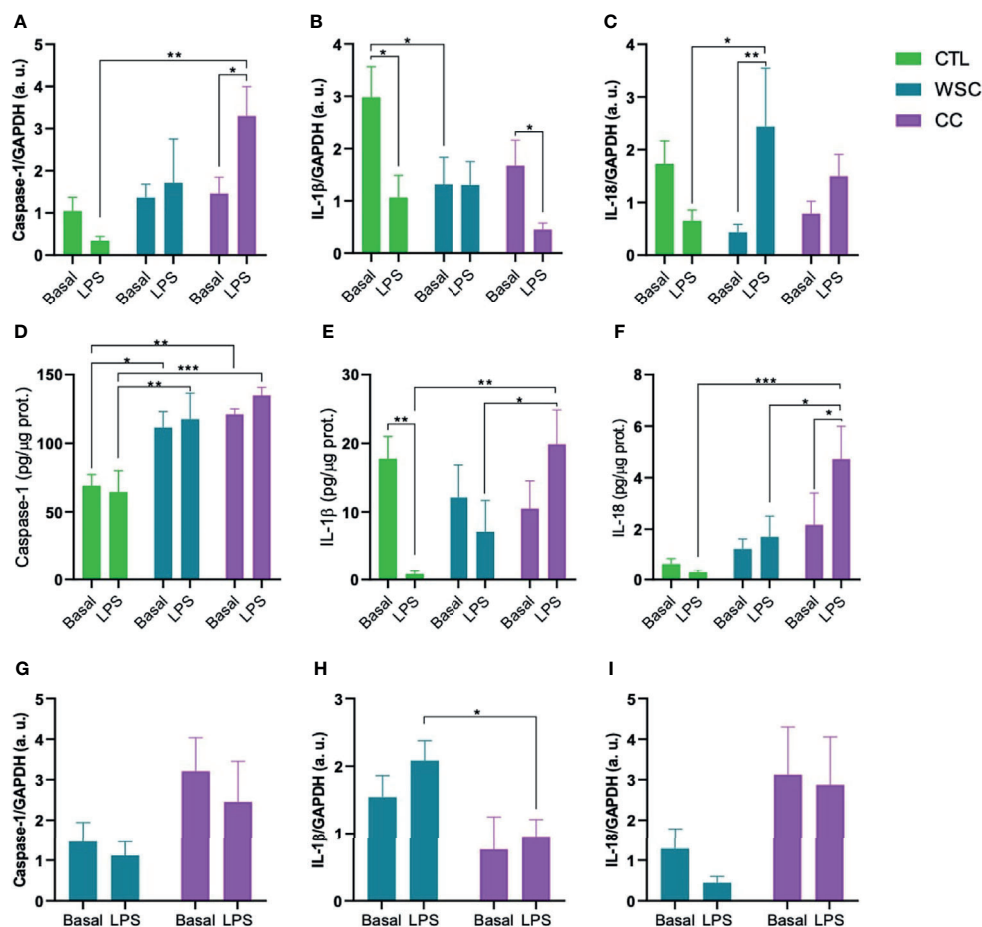 A
B
C
Caspase-1/GAPDH (a. u.)
5
4
3
2
1
0
**
*
Basal
LPS
Basal
LPS
Basal
LPS
IL-1β/GAPDH (a. u.)
4
3
2
1
0
*
*
*
Basal
LPS
Basal
LPS
Basal
LPS
IL-18/GAPDH (a. u.)
4
3
2
1
0
*
**
Basal
LPS
Basal
LPS
Basal
LPS
CTL
WSC
CC
D
E
F
Caspase-1 (pg/μg prot.)
150
100
50
0
**
*
***
**
Basal
LPS
Basal
LPS
Basal
LPS
IL-1β (pg/μg prot.)
30
20
10
0
**
**
*
Basal
LPS
Basal
LPS
Basal
LPS
IL-18 (pg/μg prot.)
8
6
4
2
0
***
*
*
Basal
LPS
Basal
LPS
Basal
LPS
G
H
I
Caspase-1/GAPDH (a. u.)
5
4
3
2
1
0
Basal LPS
Basal LPS
IL-1β/GAPDH (a. u.)
3
2
1
0
*
Basal LPS
Basal LPS
IL-18/GAPDH (a. u.)
5
4
3
2
1
0
Basal LPS
Basal LPS